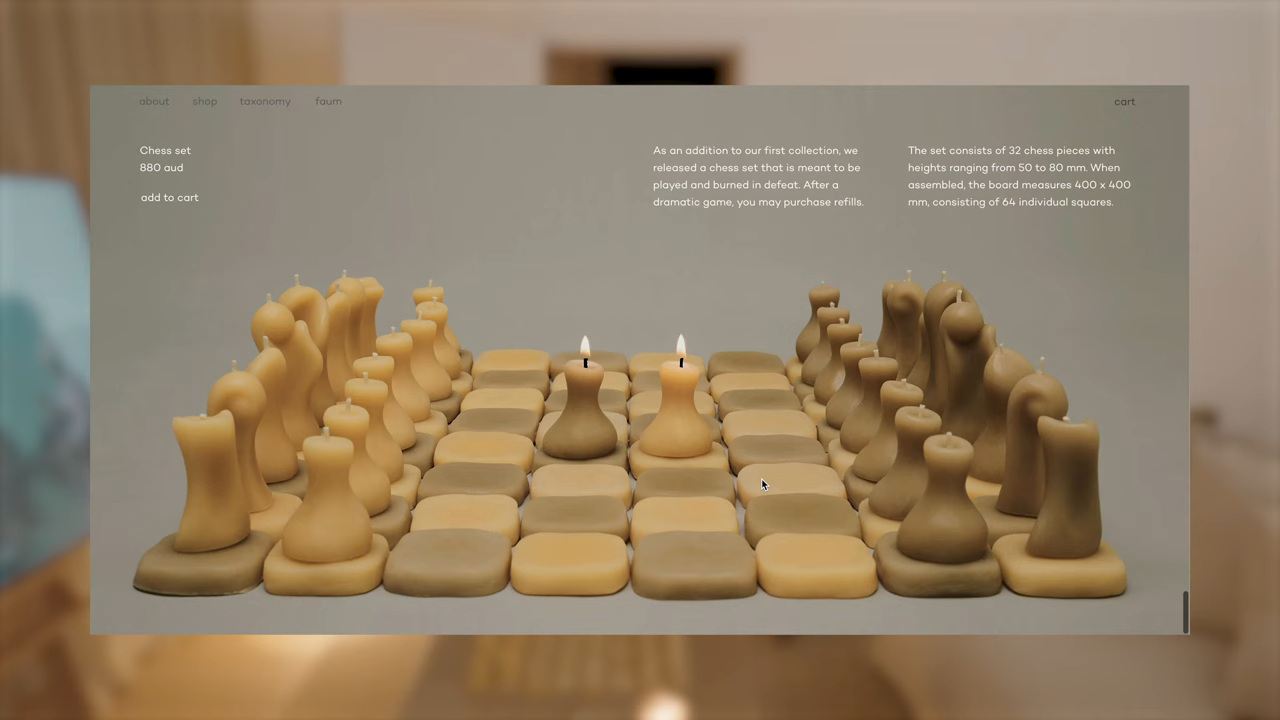 about shop taxonomy faum cart
Chess set
880 aud
add to cart
As an addition to our first collection, we
released a chess set that is meant to be
played and burned in defeat. After a
dramatic game, you may purchase refills.
The set consists of 32 chess pieces with
heights ranging from 50 to 80 mm. When
assembled, the board measures 400 x 400
mm, consisting of 64 individual squares.